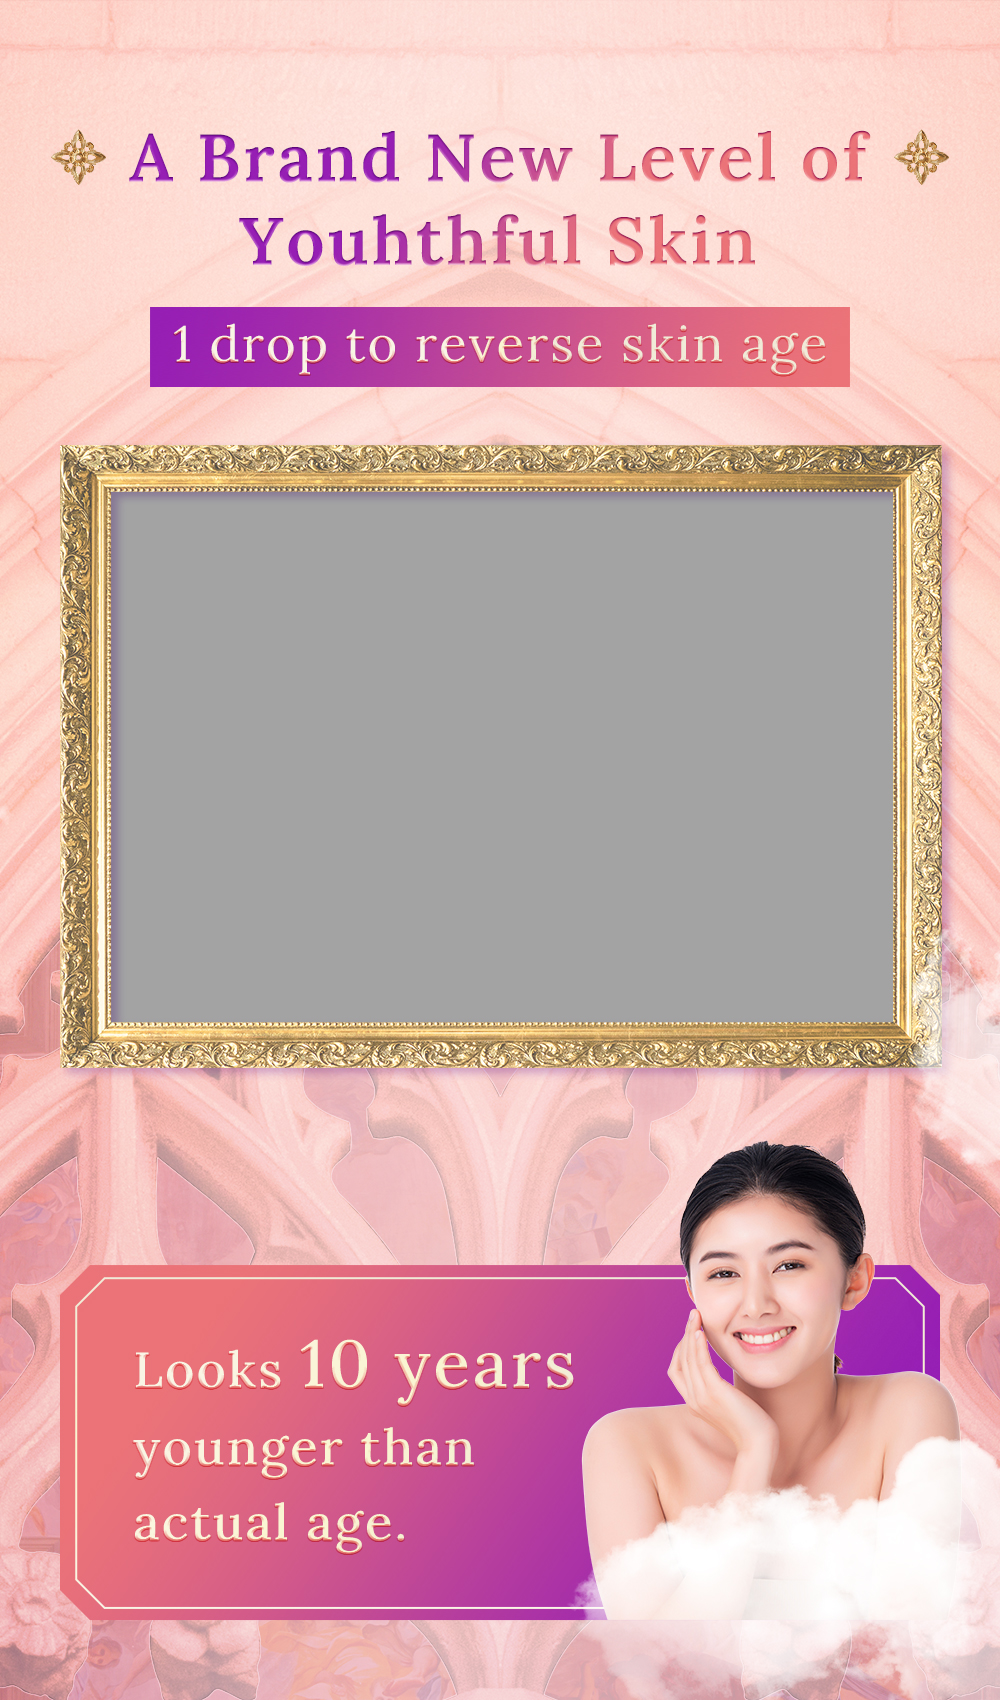 A Brand New Level of
Youhthful Skin
1 drop to reverse skin age
Looks 10 years
younger than
actual age.